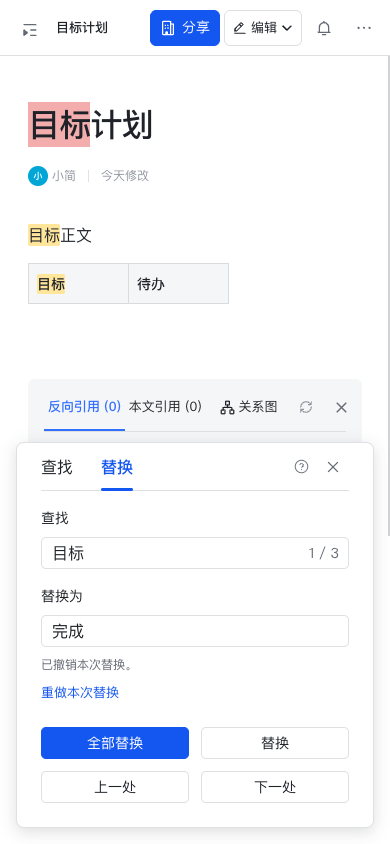 目标计划 分享 编辑
目标计划
小 小简 今天修改
目标正文
目标 待办
反向引用 (0) 本文引用 (0) 关系图
查找 替换
查找
目标 1 / 3
替换为
完成
已撤销本次替换。
重做本次替换
全部替换 替换
上一处 下一处